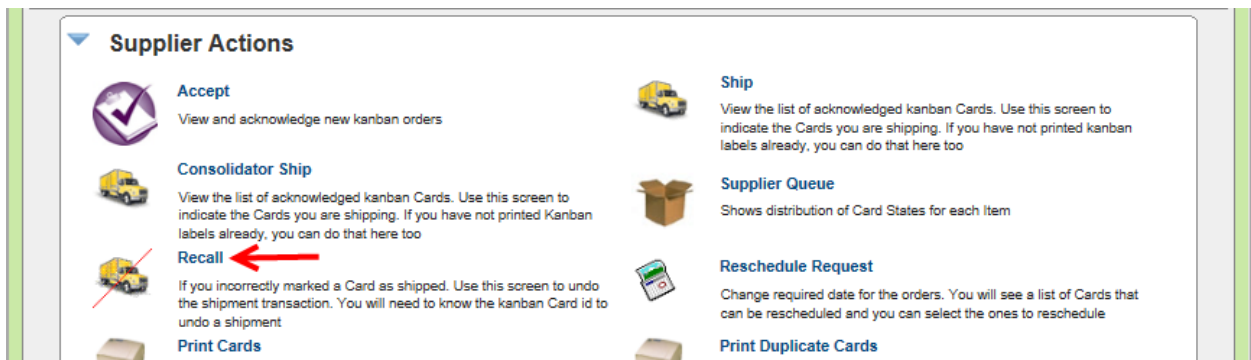 Supplier Actions
Accept
View and acknowledge new kanban orders
Ship
View the list of acknowledged kanban Cards. Use this screen to
indicate the Cards you are shipping. If you have not printed kanban
labels already, you can do that here too
Consolidator Ship
View the list of acknowledged kanban Cards. Use this screen to
indicate the Cards you are shipping. If you have not printed Kanban
labels already, you can do that here too
Supplier Queue
Shows distribution of Card States for each Item
Recall
If you incorrectly marked a Card as shipped. Use this screen to undo
the shipment transaction. You will need to know the kanban Card id to
undo a shipment
Reschedule Request
Change required date for the orders. You will see a list of Cards that
can be rescheduled and you can select the ones to reschedule
Print Cards
Print Duplicate Cards